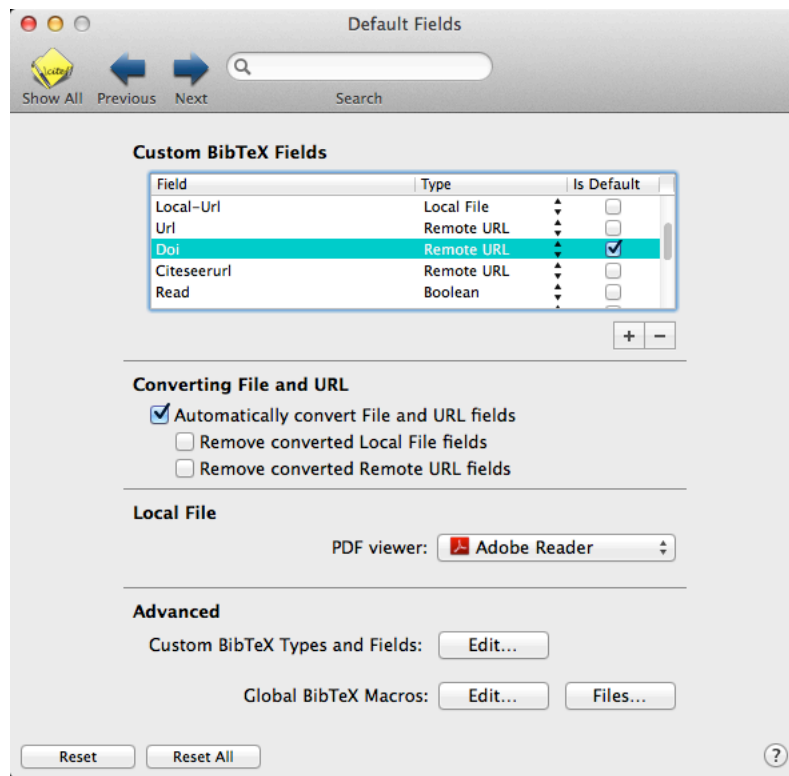 Default Fields
\cite{}
Show All Previous Next Search
Custom BibTeX Fields
Field Type Is Default
Local-Url Local File
Url Remote URL
Doi Remote URL
Citeseerurl Remote URL
Read Boolean
+ −
Converting File and URL
Automatically convert File and URL fields
Remove converted Local File fields
Remove converted Remote URL fields
Local File
PDF viewer: Adobe Reader
Advanced
Custom BibTeX Types and Fields: Edit...
Global BibTeX Macros: Edit... Files...
Reset Reset All ?